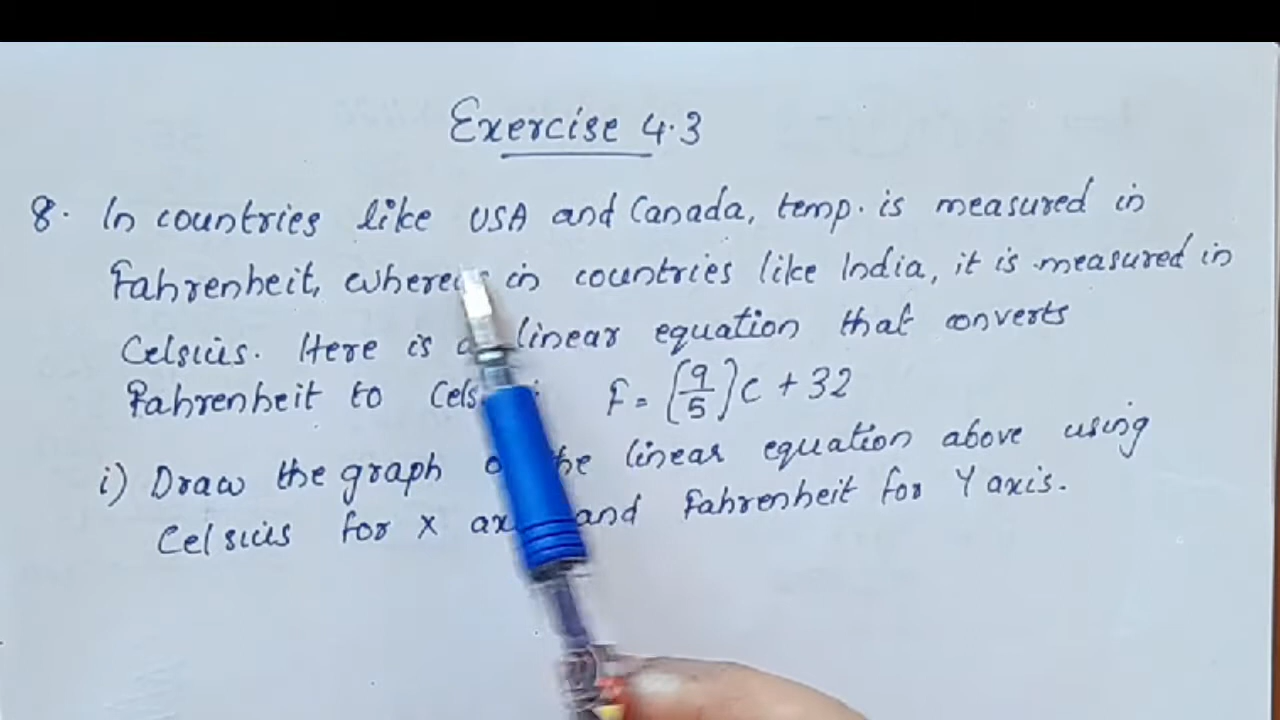 Exercise 4.3
8. In countries like USA and Canada, temp. is measured in
Fahrenheit, whereas in countries like India, it is measured in
Celsius. Here is a linear equation that converts
Fahrenheit to F = (9/5)C + 32
i) Draw the graph the linear equation above using
Celsius for X and Fahrenheit for Y axis.